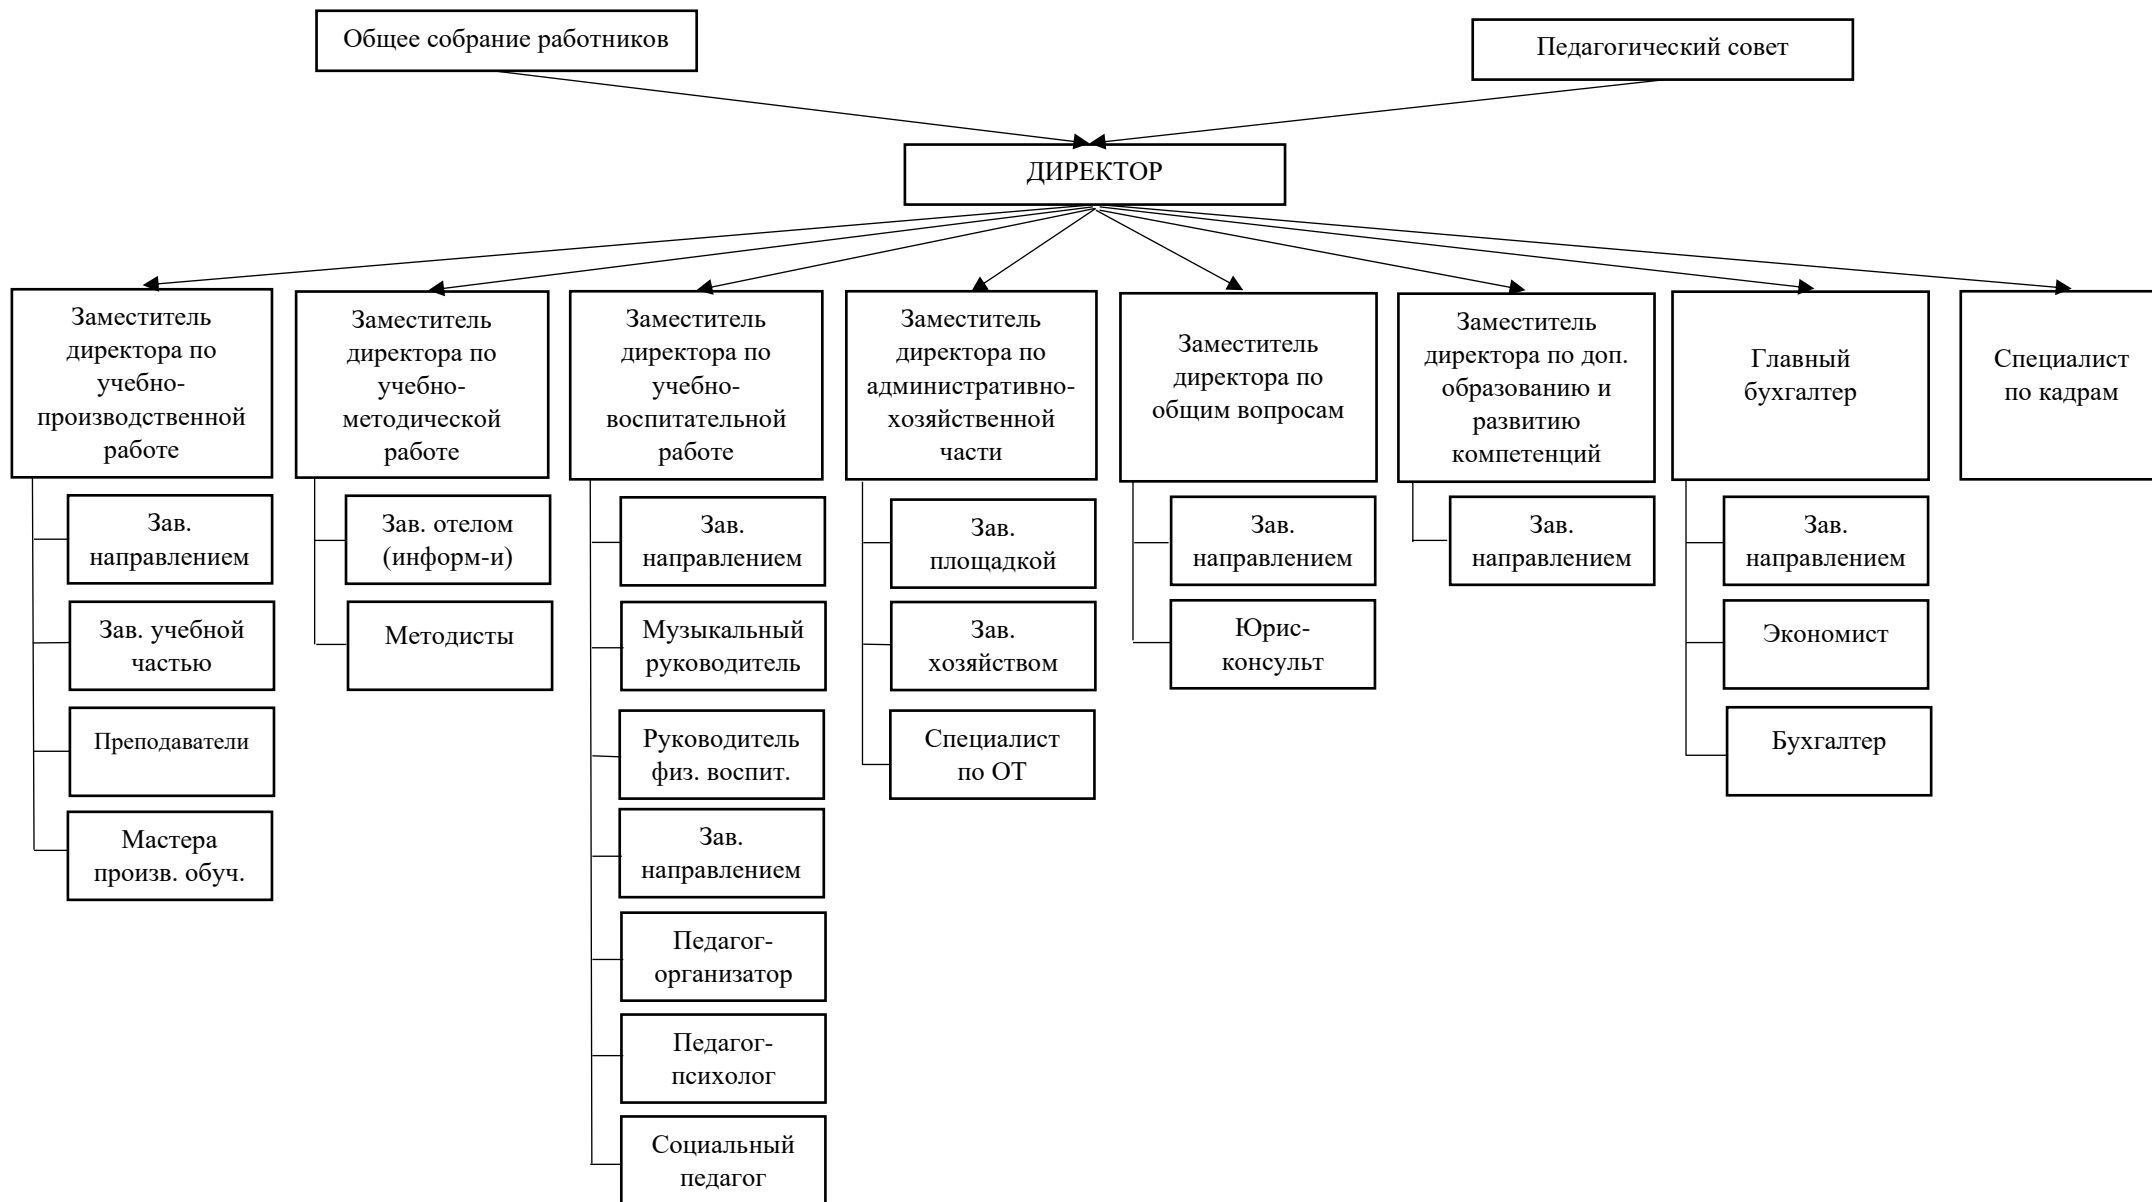 Общее собрание работников
Педагогический совет
ДИРЕКТОР
Заместитель
директора по
учебно-
производственной
работе
Заместитель
директора по
учебно-
методической
работе
Заместитель
директора по
учебно-
воспитательной
работе
Заместитель
директора по
административно-
хозяйственной
части
Заместитель
директора по
общим вопросам
Заместитель
директора по доп.
образованию и
развитию
компетенций
Главный
бухгалтер
Специалист
по кадрам
Зав.
направлением
Зав. учебной
частью
Преподаватели
Мастера
произв. обуч.
Зав. отелом
(информ-и)
Методисты
Зав.
направлением
Музыкальный
руководитель
Руководитель
физ. воспит.
Зав.
направлением
Педагог-
организатор
Педагог-
психолог
Социальный
педагог
Зав.
площадкой
Зав.
хозяйством
Специалист
по ОТ
Зав.
направлением
Юрис-
консульт
Зав.
направлением
Зав.
направлением
Экономист
Бухгалтер